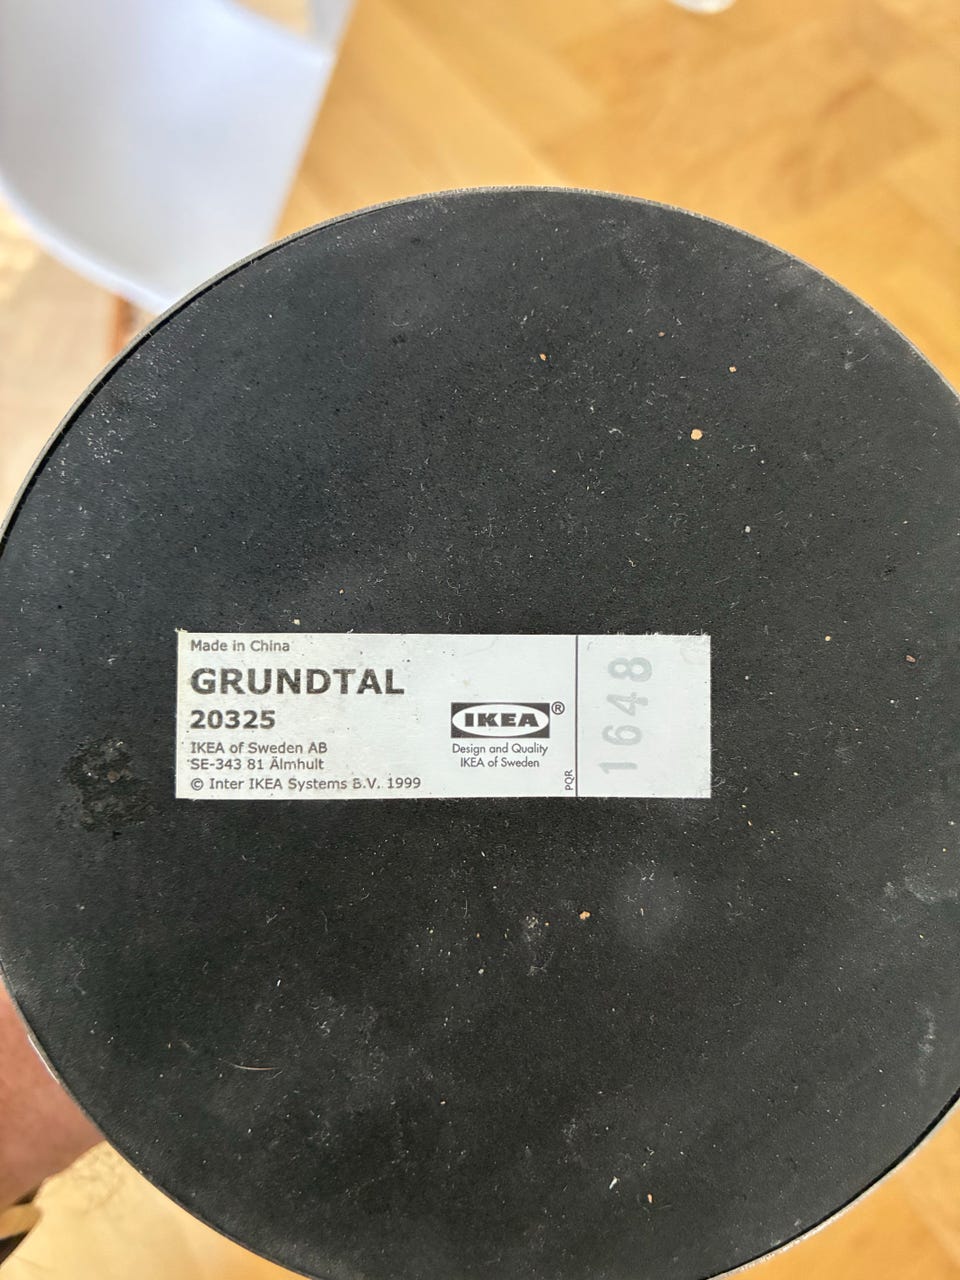 Made in China
GRUNDTAL
20325
IKEA of Sweden AB
SE-343 81 Älmhult
© Inter IKEA Systems B.V. 1999
IKEA®
Design and Quality
IKEA of Sweden
PQR
1648